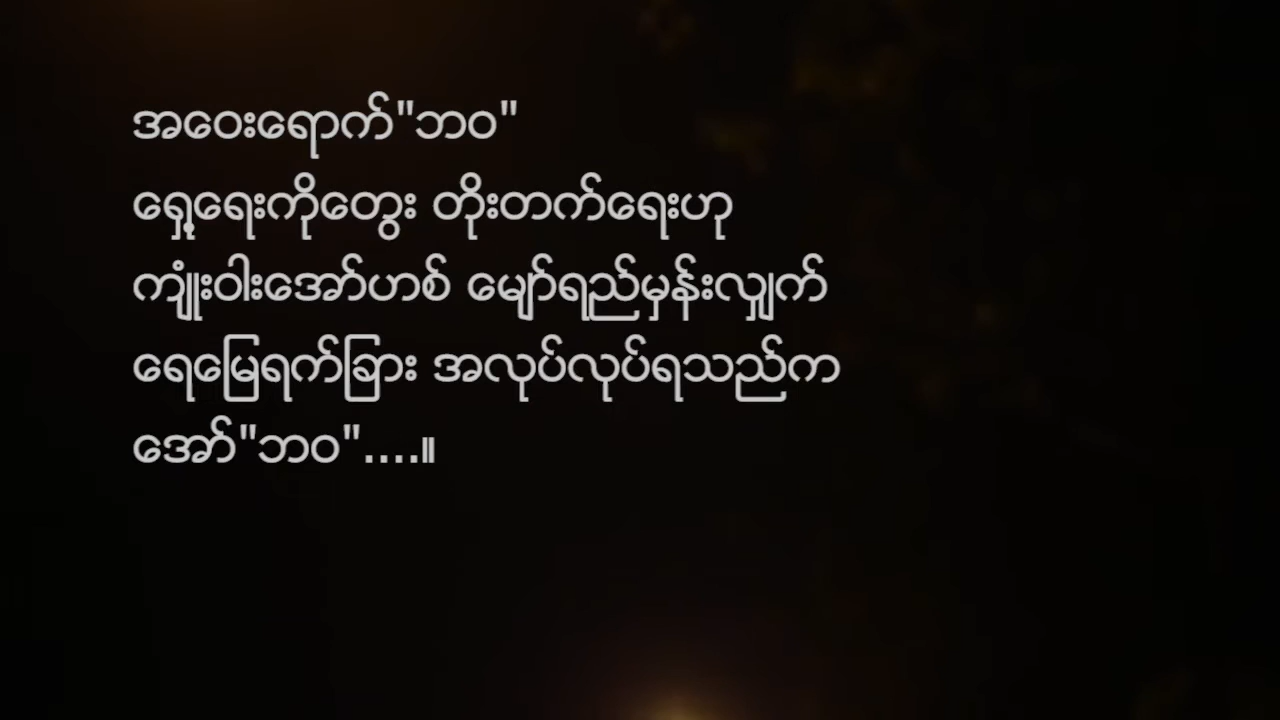 အဝေးရောက်"ဘဝ"
ရှေ့ရေးကိုတွေး တိုးတက်ရေးဟု
ကျုံးဝါးအော်ဟစ် မျှော်ရည်မှန်းလျှက်
ရေမြေရက်ခြား အလုပ်လုပ်ရသည်က
အော်"ဘဝ"....။